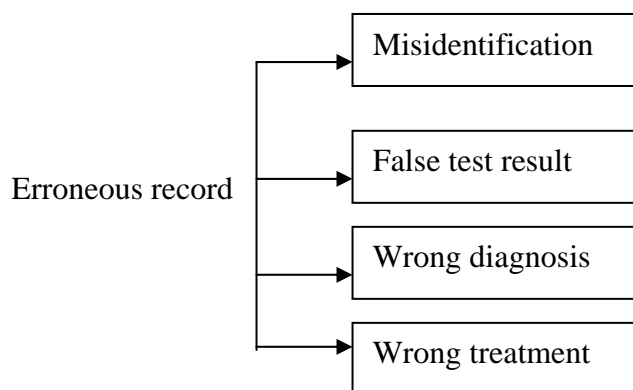 Misidentification
False test result
Erroneous record
Wrong diagnosis
Wrong treatment